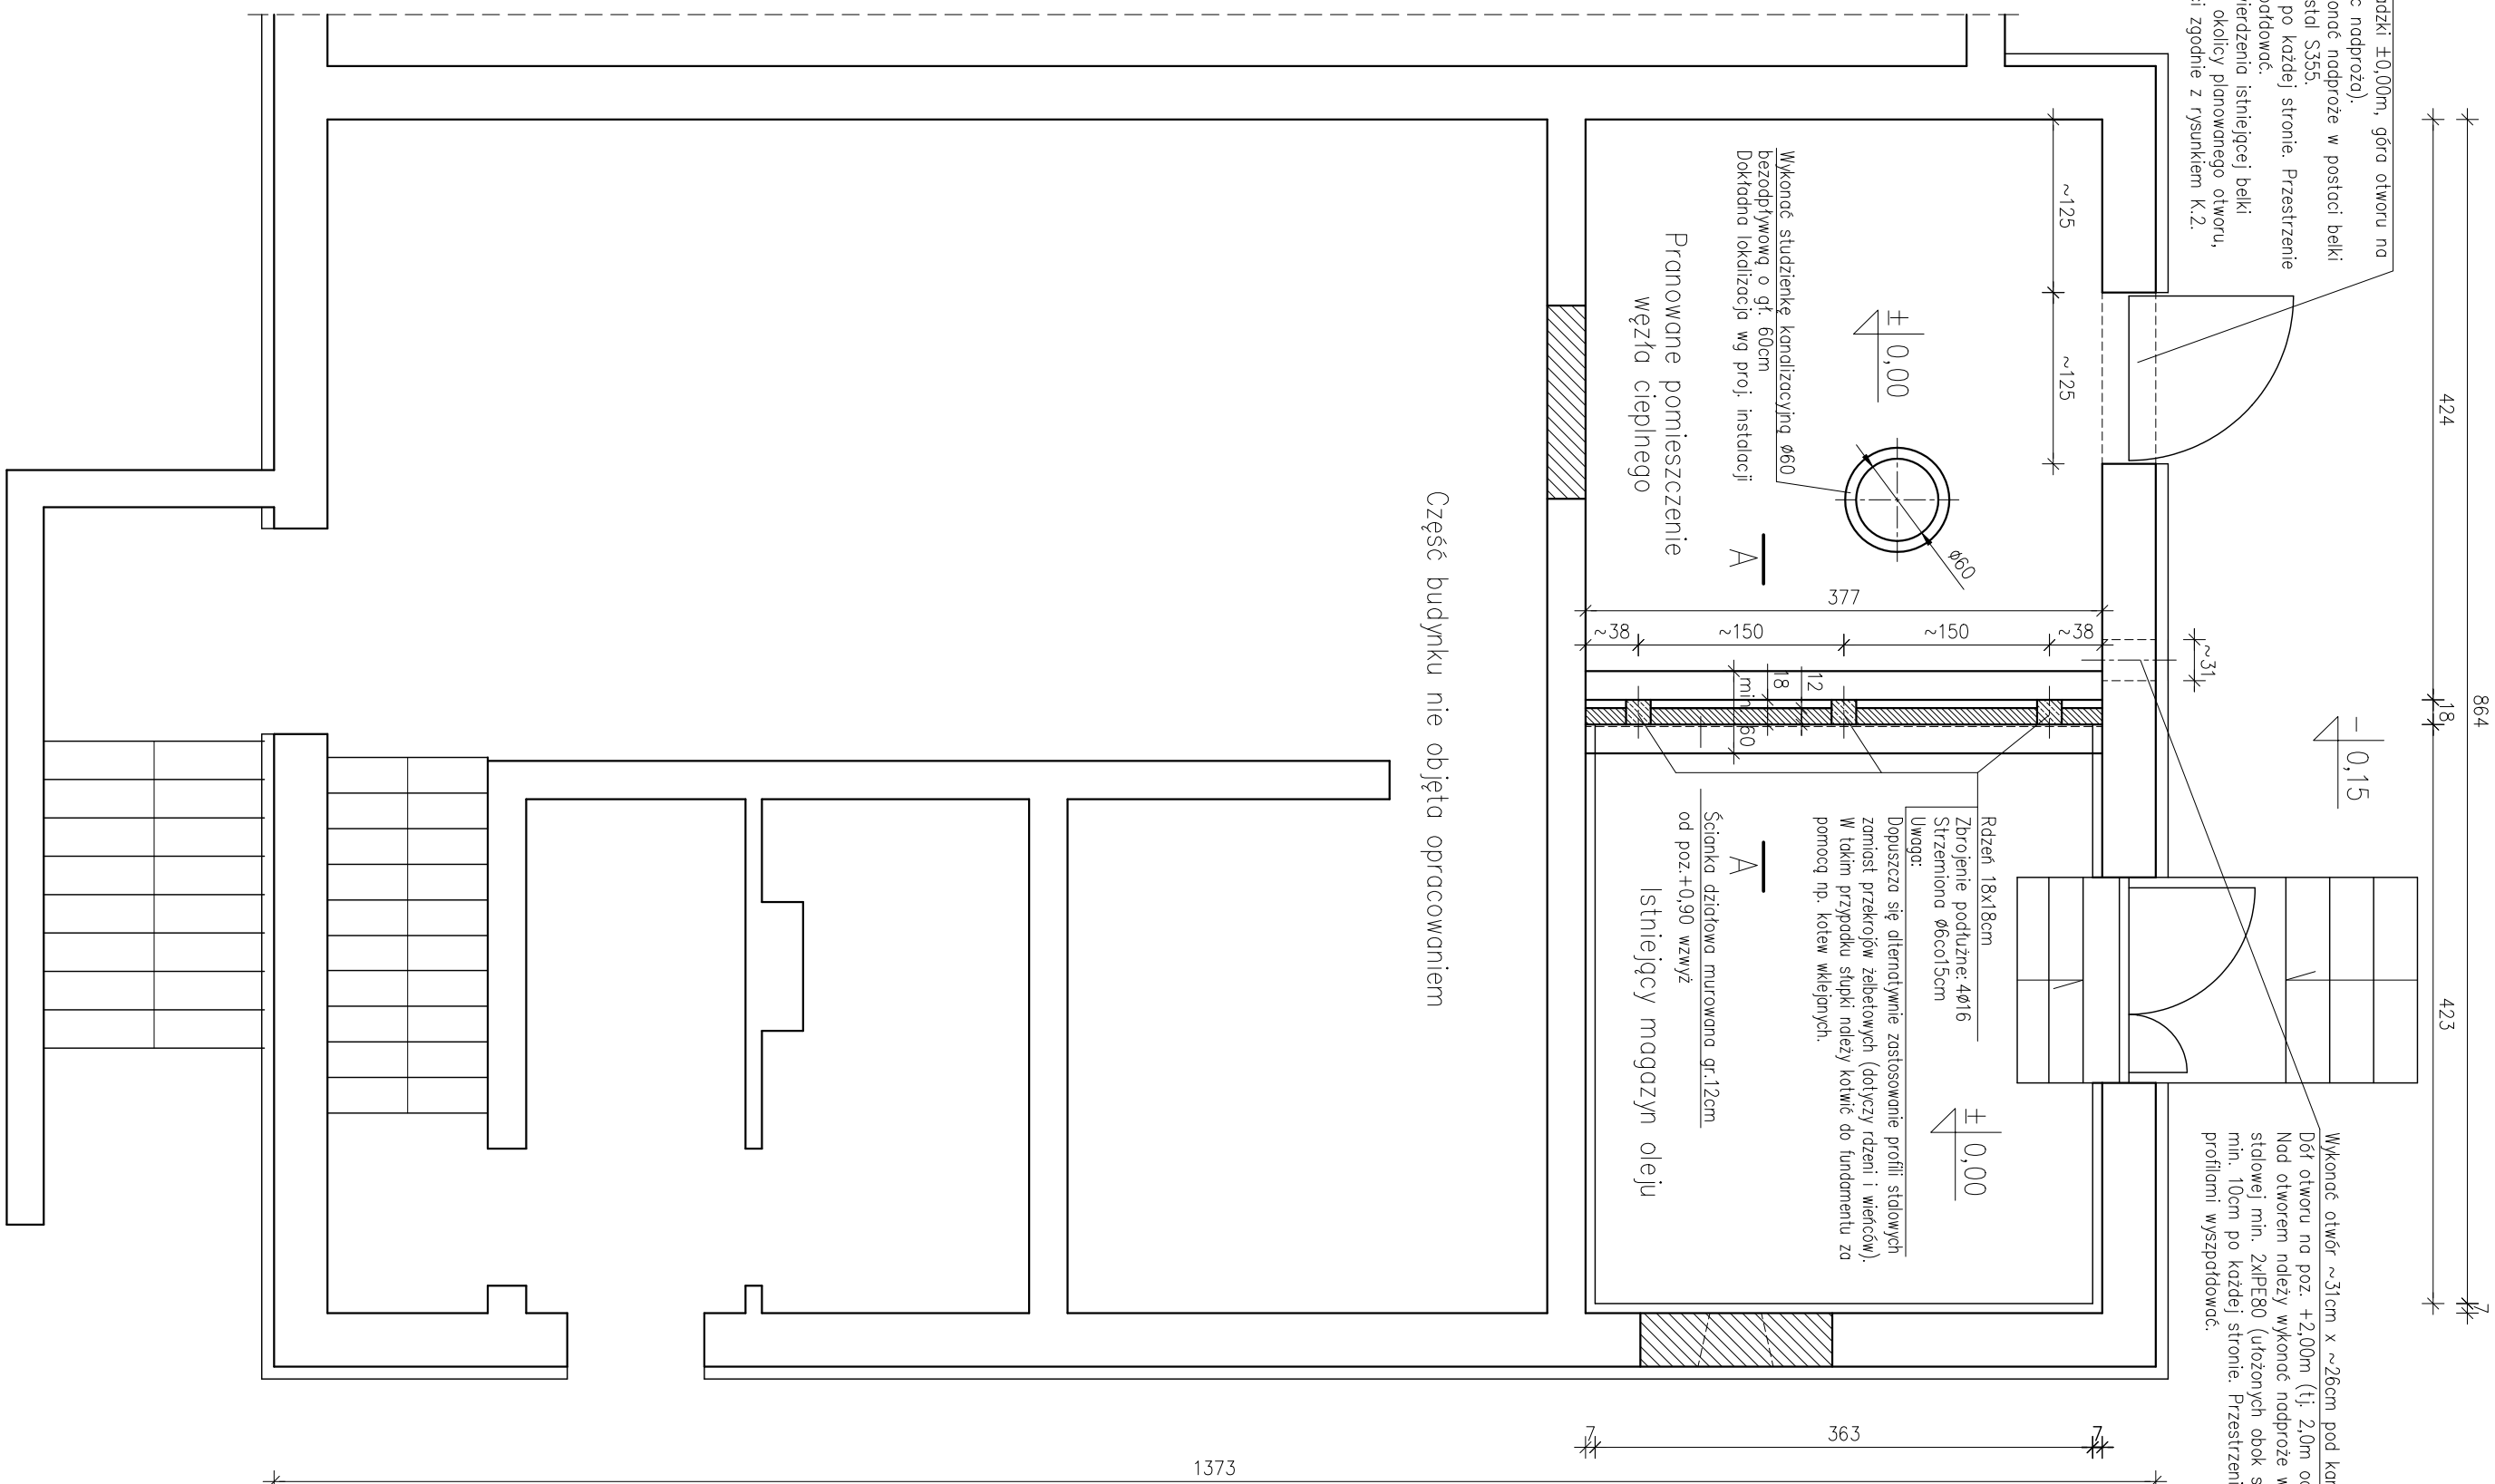 adzki ±0,00m, góra otworu na
c nadproża).
onać nadproże w postaci belki
stal S355.
po każdej stronie. Przestrzenie
pałdować.
wierdzenia istniejącej belki
okolicy planowanego otworu,
i zgodnie z rysunkiem K.2.
864
7
424
18
423
~125
~125
± 0,00
- 0,15
± 0,00
~31
ø60
377
~38
~150
~150
~38
12
18
min. 60
Wykonać studzienkę kanalizacyjną ø60
bezodpływową o gł. 60cm
Dokładna lokalizacja wg proj. instalacji
Pranowane pomieszczenie
węzła cieplnego
A
A
Rdzeń 18x18cm
Zbrojenie podłużne: 4ø16
Strzemiona ø6co15cm
Uwaga:
Dopuszcza się alternatywnie zastosowanie profili stalowych
zamiast przekrojów żelbetowych (dotyczy rdzeni i wieńców).
W takim przypadku słupki należy kotwić do fundamentu za
pomocą np. kotew wklejanych.
Ścianka działowa murowana gr.12cm
od poz.+0,90 wzwyż
Istniejący magazyn oleju
Część budynku nie objęta opracowaniem
Wykonać otwór ~31cm x ~26cm pod kar
Dół otworu na poz. +2,00m (tj. 2,0m od
Nad otworem należy wykonać nadproże w
stalowej min. 2xIPE80 (ułożonych obok s
min. 10cm po każdej stronie. Przestrzeni
profilami wyszpałdować.
7
363
7
1373